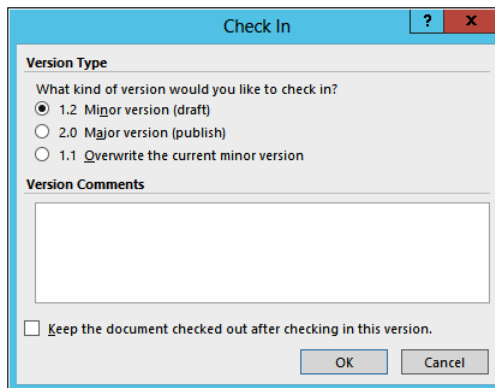 Check In
? x
Version Type
What kind of version would you like to check in?
1.2 Minor version (draft)
2.0 Major version (publish)
1.1 Overwrite the current minor version
Version Comments
Keep the document checked out after checking in this version.
OK Cancel